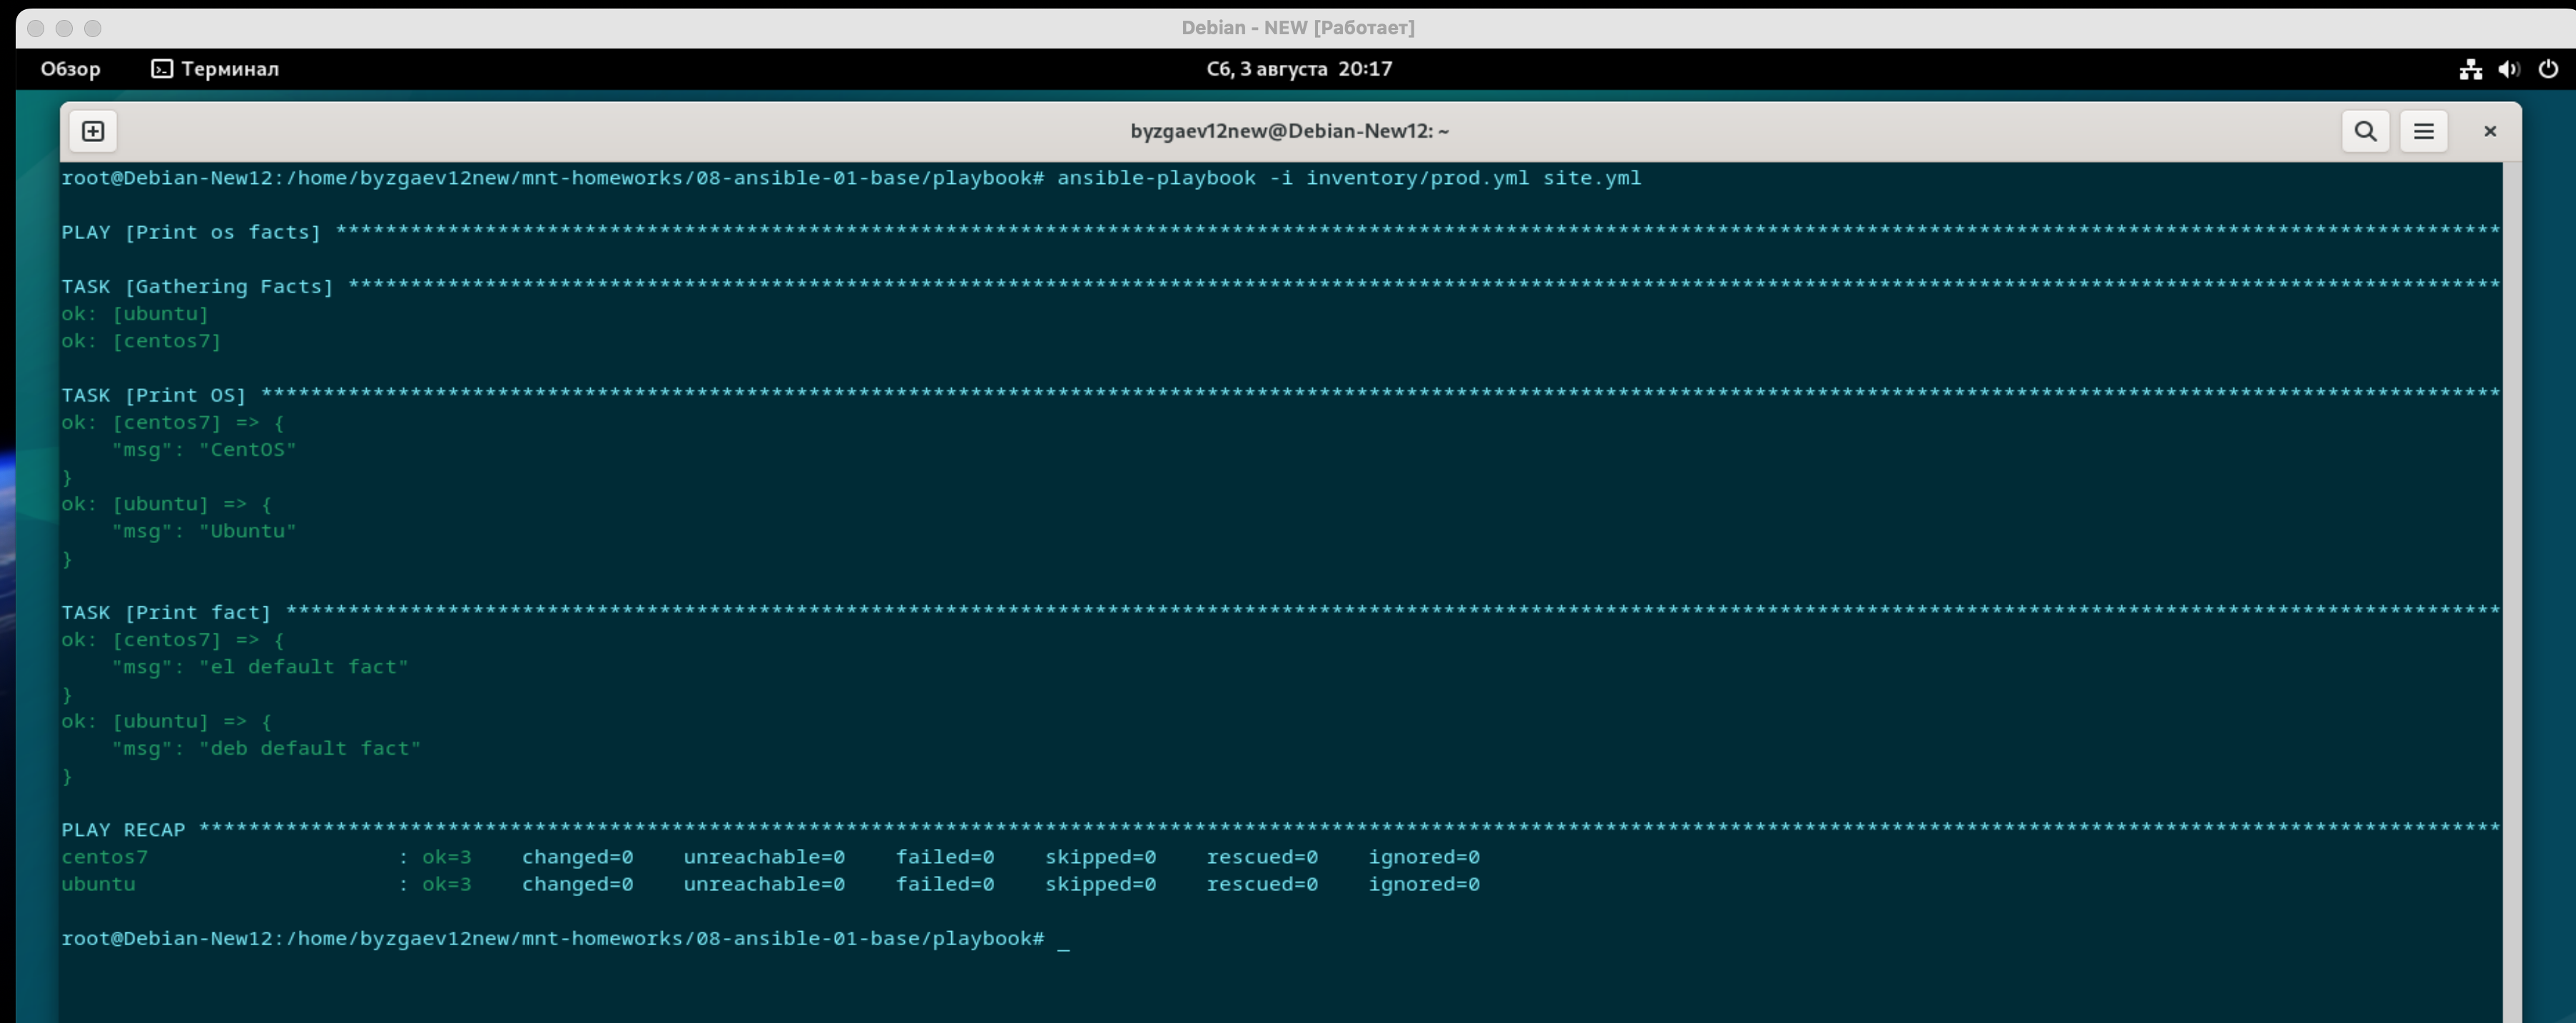 Debian - NEW [Работает]
Обзор Терминал Сб, 3 августа 20:17
byzgaev12new@Debian-New12: ~
root@Debian-New12:/home/byzgaev12new/mnt-homeworks/08-ansible-01-base/playbook# ansible-playbook -i inventory/prod.yml site.yml
PLAY [Print os facts] ******************************************************************************************************************************************************************************
TASK [Gathering Facts] *****************************************************************************************************************************************************************************
ok: [ubuntu]
ok: [centos7]
TASK [Print OS] ************************************************************************************************************************************************************************************
ok: [centos7] => {
    "msg": "CentOS"
}
ok: [ubuntu] => {
    "msg": "Ubuntu"
}
TASK [Print fact] **********************************************************************************************************************************************************************************
ok: [centos7] => {
    "msg": "el default fact"
}
ok: [ubuntu] => {
    "msg": "deb default fact"
}
PLAY RECAP *****************************************************************************************************************************************************************************************
centos7                    : ok=3    changed=0    unreachable=0    failed=0    skipped=0    rescued=0    ignored=0
ubuntu                     : ok=3    changed=0    unreachable=0    failed=0    skipped=0    rescued=0    ignored=0
root@Debian-New12:/home/byzgaev12new/mnt-homeworks/08-ansible-01-base/playbook# _